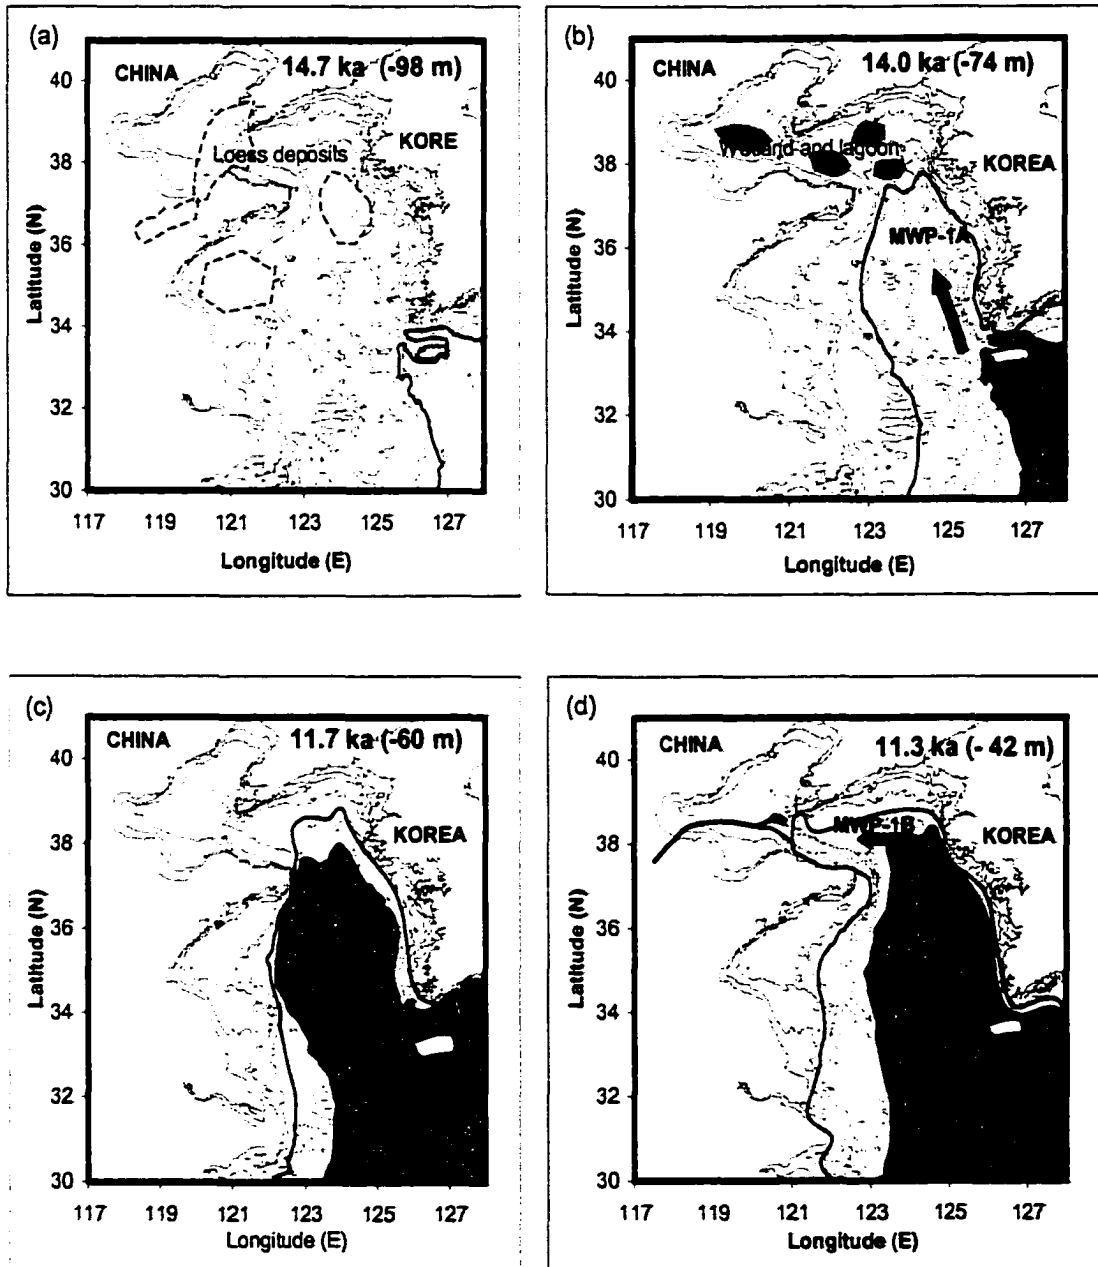 (a)
CHINA
14.7 ka (-98 m)
KORE
Loess deposits
40
38
36
34
32
30
Latitude (N)
117 119 121 123 125 127
Longitude (E)
(b)
CHINA
14.0 ka (-74 m)
Wetland and lagoon
KOREA
MWP-1A
40
38
36
34
32
30
Latitude (N)
117 119 121 123 125 127
Longitude (E)
(c)
CHINA
11.7 ka (-60 m)
KOREA
40
38
36
34
32
30
Latitude (N)
117 119 121 123 125 127
Longitude (E)
(d)
CHINA
11.3 ka (- 42 m)
MWP-1B
KOREA
40
38
36
34
32
30
Latitude (N)
117 119 121 123 125 127
Longitude (E)